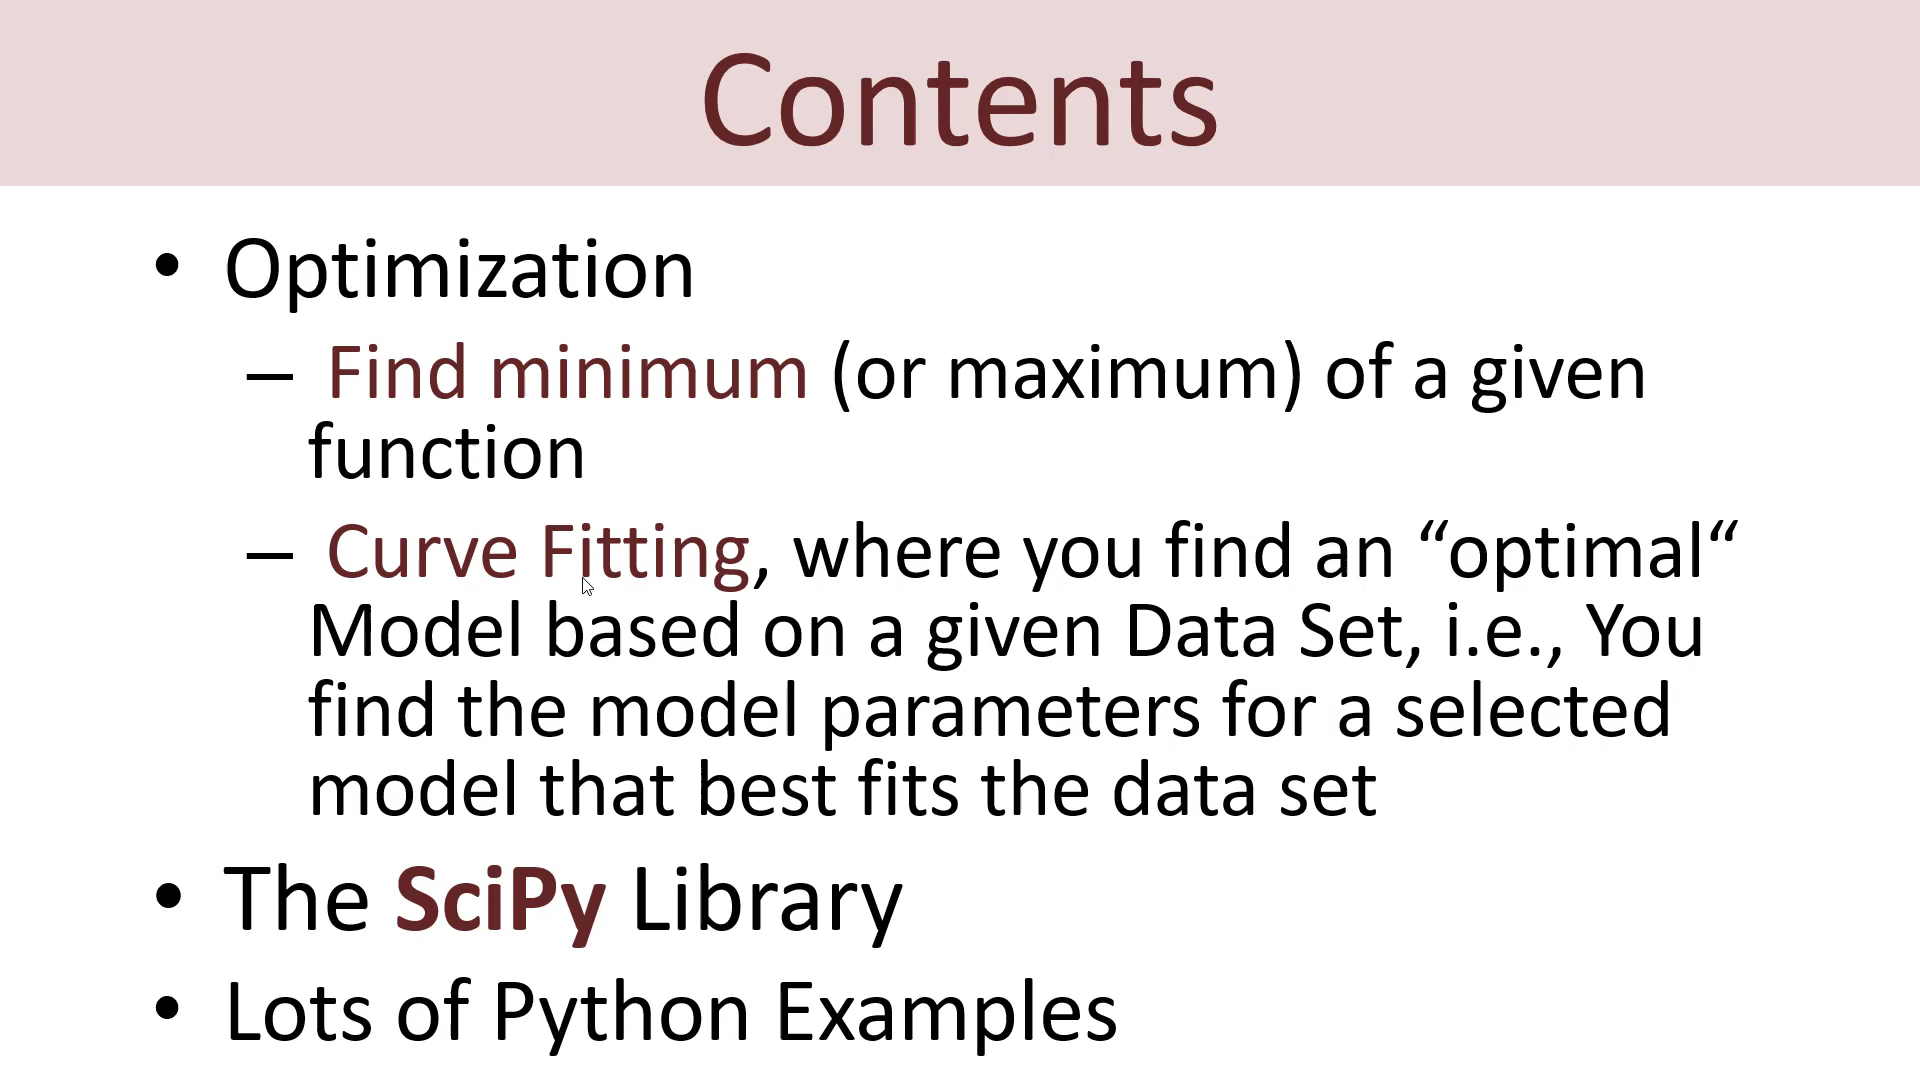 Contents
• Optimization
– Find minimum (or maximum) of a given
function
– Curve Fitting, where you find an “optimal“
Model based on a given Data Set, i.e., You
find the model parameters for a selected
model that best fits the data set
• The SciPy Library
• Lots of Python Examples